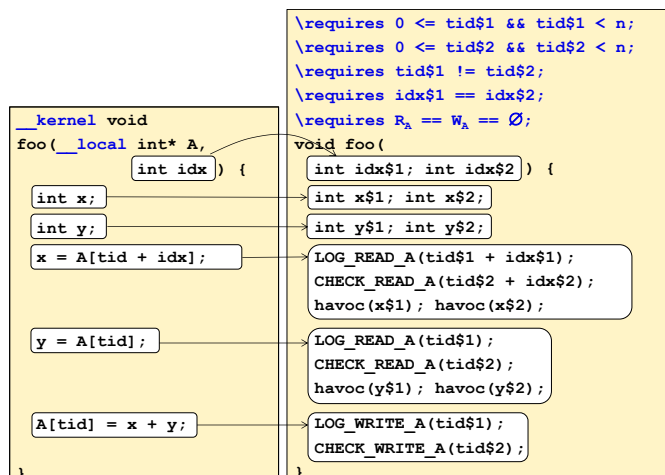 __kernel void
foo(__local int* A,
int idx ) {
int x;
int y;
x = A[tid + idx];
y = A[tid];
A[tid] = x + y;
}
\requires 0 <= tid$1 && tid$1 < n;
\requires 0 <= tid$2 && tid$2 < n;
\requires tid$1 != tid$2;
\requires idx$1 == idx$2;
\requires R_A == W_A == Ø;
void foo(
int idx$1; int idx$2 ) {
int x$1; int x$2;
int y$1; int y$2;
LOG_READ_A(tid$1 + idx$1);
CHECK_READ_A(tid$2 + idx$2);
havoc(x$1); havoc(x$2);
LOG_READ_A(tid$1);
CHECK_READ_A(tid$2);
havoc(y$1); havoc(y$2);
LOG_WRITE_A(tid$1);
CHECK_WRITE_A(tid$2);
}